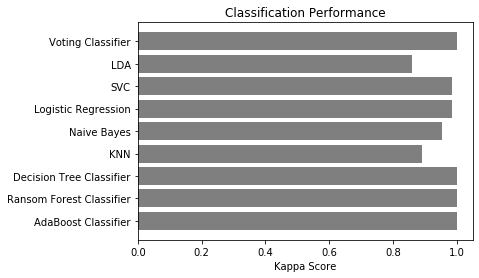 Classification Performance
Voting Classifier
LDA
SVC
Logistic Regression
Naive Bayes
KNN
Decision Tree Classifier
Ransom Forest Classifier
AdaBoost Classifier
0.0 0.2 0.4 0.6 0.8 1.0
Kappa Score